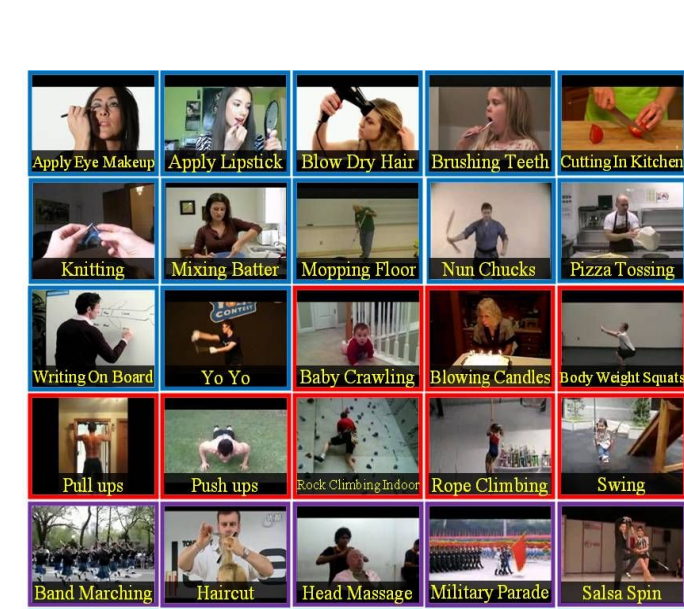 Apply Eye Makeup
Apply Lipstick
Blow Dry Hair
Brushing Teeth
Cutting In Kitchen
Knitting
Mixing Batter
Mopping Floor
Nun Chucks
Pizza Tossing
CONTEST
Writing On Board
Yo Yo
Baby Crawling
Blowing Candles
Body Weight Squats
Pull ups
Push ups
Rock Climbing Indoor
Rope Climbing
Swing
Band Marching
Haircut
Head Massage
Military Parade
Salsa Spin